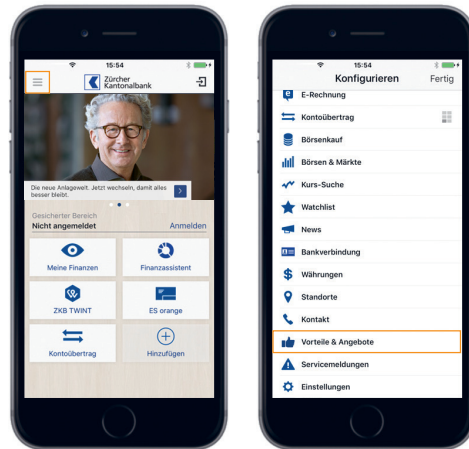 15:54
Zürcher
Kantonalbank
Die neue Anlagewelt. Jetzt wechseln, damit alles
besser bleibt.
Gesicherter Bereich
Nicht angemeldet
Anmelden
Meine Finanzen
Finanzassistent
ZKB TWINT
ES orange
Kontoübertrag
Hinzufügen
15:54
Konfigurieren
Fertig
E-Rechnung
Kontoübertrag
Börsenkauf
Börsen & Märkte
Kurs-Suche
Watchlist
News
Bankverbindung
Währungen
Standorte
Kontakt
Vorteile & Angebote
Servicemeldungen
Einstellungen